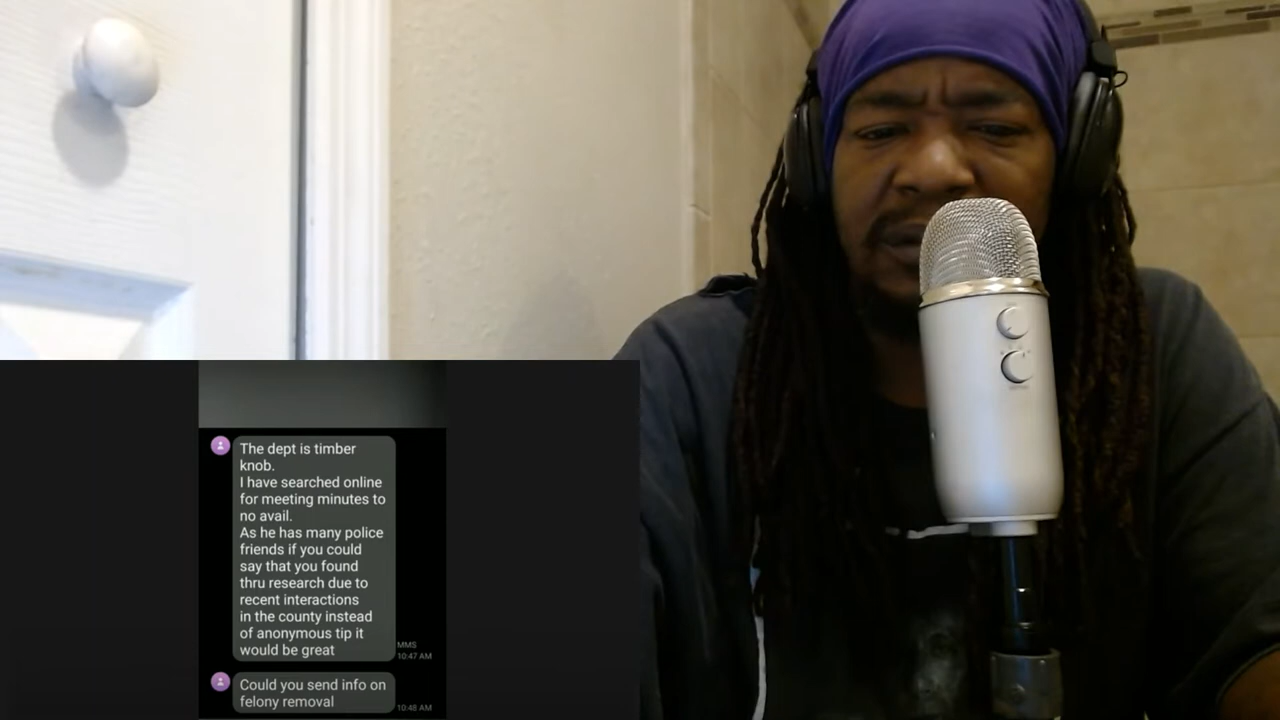 The dept is timber
knob.
I have searched online
for meeting minutes to
no avail.
As he has many police
friends if you could
say that you found
thru research due to
recent interactions
in the county instead
of anonymous tip it
would be great
MMS
10:47 AM
Could you send info on
felony removal
10:48 AM